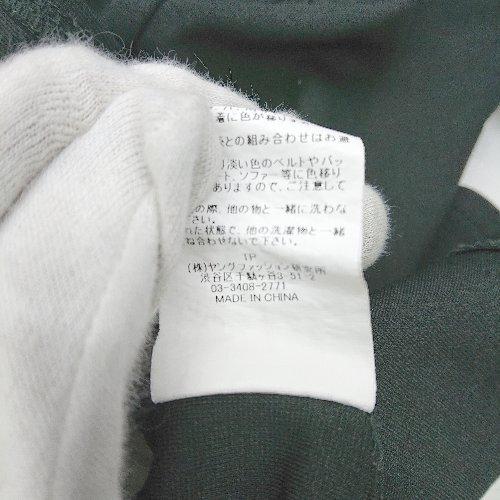 着に色が移り
との組み合わせはお避
り淡い色のベルトやバッ
ト、ソファー等に色移り
ありますので、ご注意して
の際、他の物と一緒に洗わな
ださい。
れた状態で、他の洗濯物と
ね合わせないで下さい。
TP
(株)ヤングファッション研究所
渋谷区千駄ヶ谷3-51-2
03-3408-2771
MADE IN CHINA